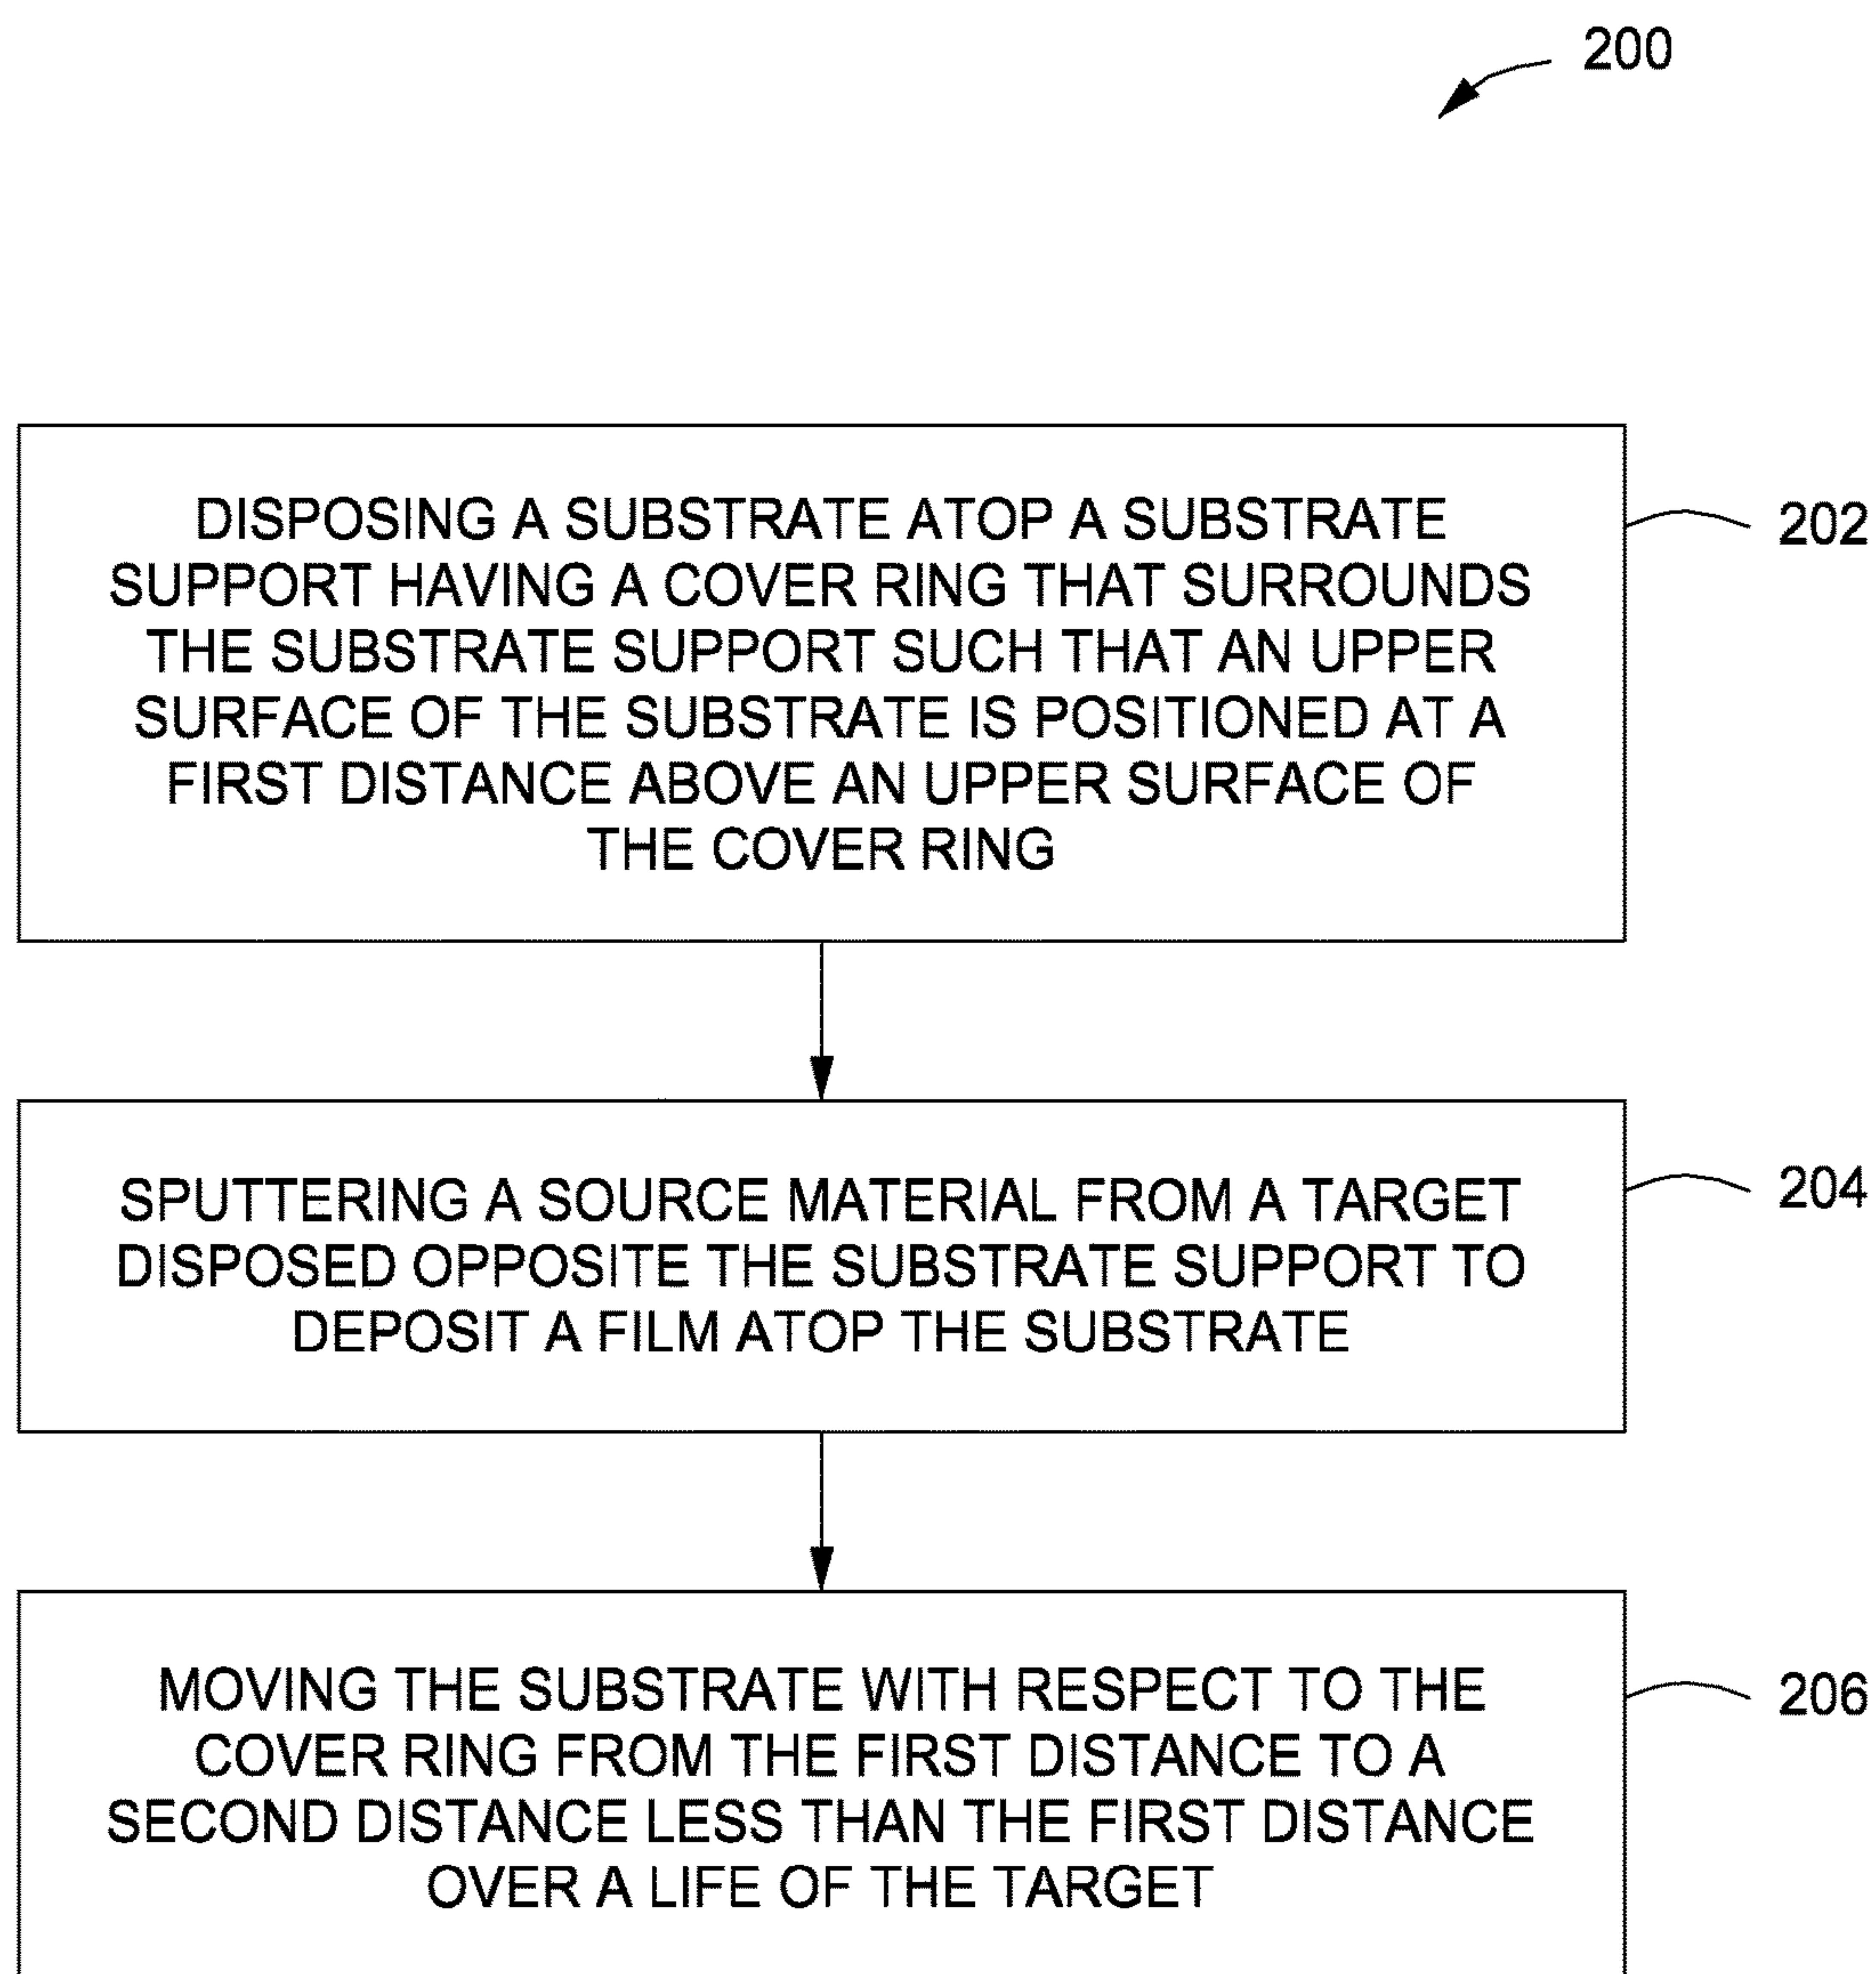 200
DISPOSING A SUBSTRATE ATOP A SUBSTRATE
SUPPORT HAVING A COVER RING THAT SURROUNDS
THE SUBSTRATE SUPPORT SUCH THAT AN UPPER
SURFACE OF THE SUBSTRATE IS POSITIONED AT A
FIRST DISTANCE ABOVE AN UPPER SURFACE OF
THE COVER RING
202
SPUTTERING A SOURCE MATERIAL FROM A TARGET
DISPOSED OPPOSITE THE SUBSTRATE SUPPORT TO
DEPOSIT A FILM ATOP THE SUBSTRATE
204
MOVING THE SUBSTRATE WITH RESPECT TO THE
COVER RING FROM THE FIRST DISTANCE TO A
SECOND DISTANCE LESS THAN THE FIRST DISTANCE
OVER A LIFE OF THE TARGET
206